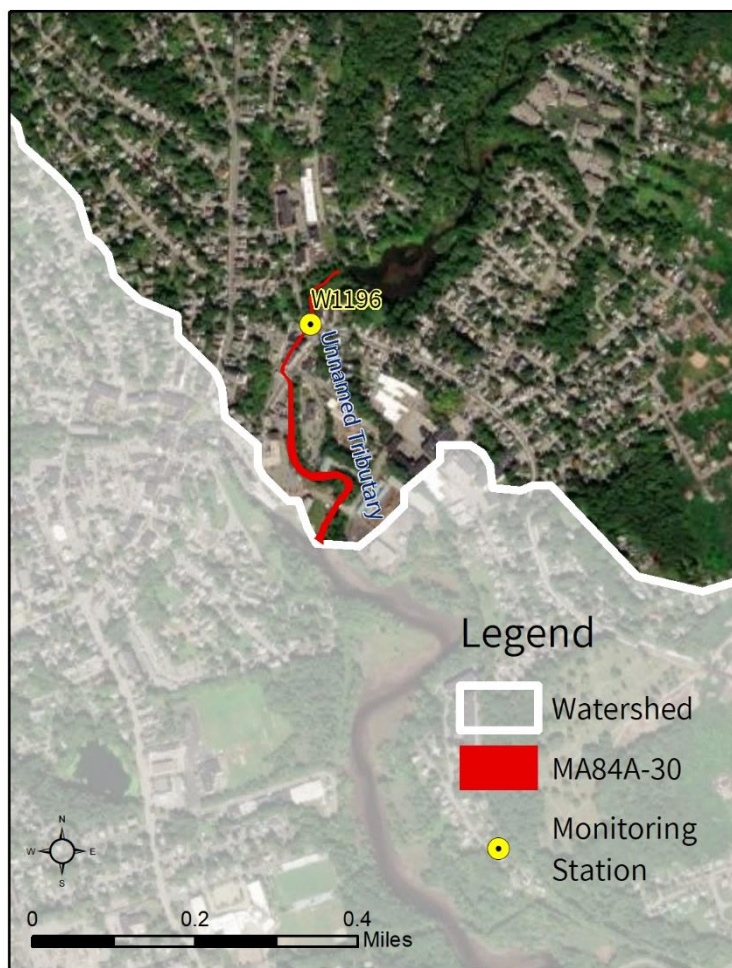 W1196
Unnamed Tributary
Legend
Watershed
MA84A-30
Monitoring
Station
N
W E
S
0 0.2 0.4
Miles